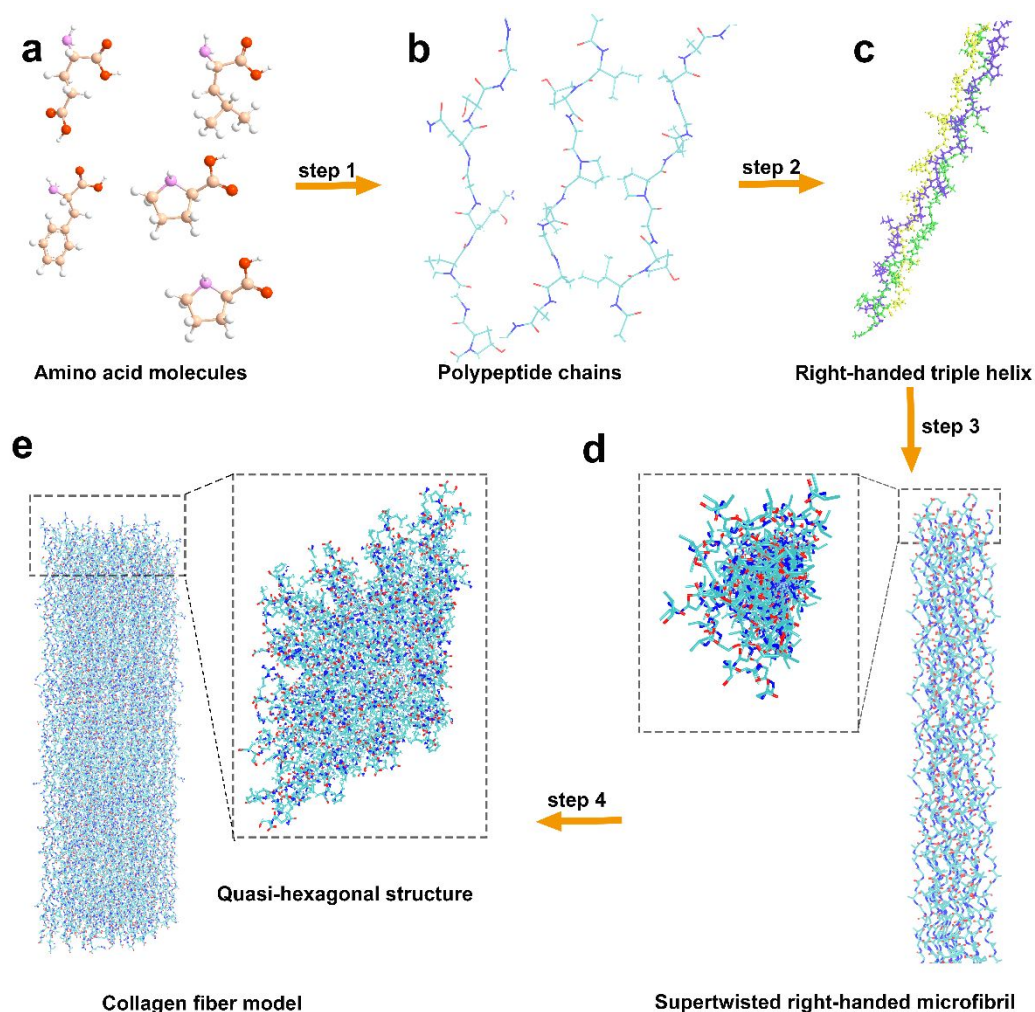 a
b
c
step 1
step 2
Amino acid molecules
Polypeptide chains
Right-handed triple helix
step 3
e
d
step 4
Quasi-hexagonal structure
Collagen fiber model
Supertwisted right-handed microfibril